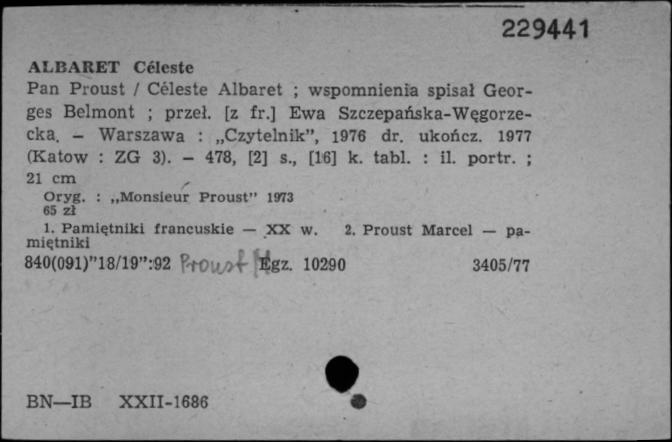 229441
ALBARET Céleste
Pan Proust / Céleste Albaret ; wspomnienia spisał Geor-
ges Belmont ; przeł. [z fr.] Ewa Szczepańska-Węgorze-
cka. — Warszawa : „Czytelnik”, 1976 dr. ukończ. 1977
(Katow : ZG 3). — 478, [2] s., [16] k. tabl. : il. portr. ;
21 cm
Oryg. : „Monsieur Proust” 1973
65 zł
1. Pamiętniki francuskie — XX w. 2. Proust Marcel — pa-
miętniki
840(091)”18/19”:92 Proust M Egz. 10290 3405/77
BN—IB XXII-1686